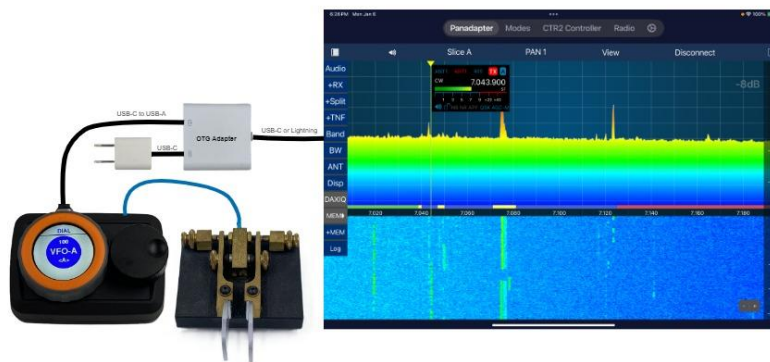 6:26 PM Mon Jan 6
100%
Panadapter
Modes
CTR2 Controller
Radio
Slice A
PAN 1
View
Disconnect
Audio
+RX
+Split
+TNF
Band
BW
ANT
Disp
DAXIQ
MEM
+MEM
Log
ANT1
TX
A
CW
7.043.900
-8dB
7.020
7.040
7.060
7.080
7.120
7.140
7.160
7.180
USB-C to USB-A
OTG Adapter
USB-C or Lightning
USB-C
DIAL
10B
VFO-A
<A>